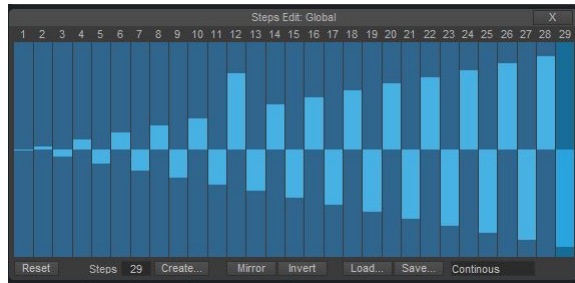 Steps Edit: Global X
1 2 3 4 5 6 7 8 9 10 11 12 13 14 15 16 17 18 19 20 21 22 23 24 25 26 27 28 29
Reset Steps 29 Create... Mirror Invert Load... Save... Continous